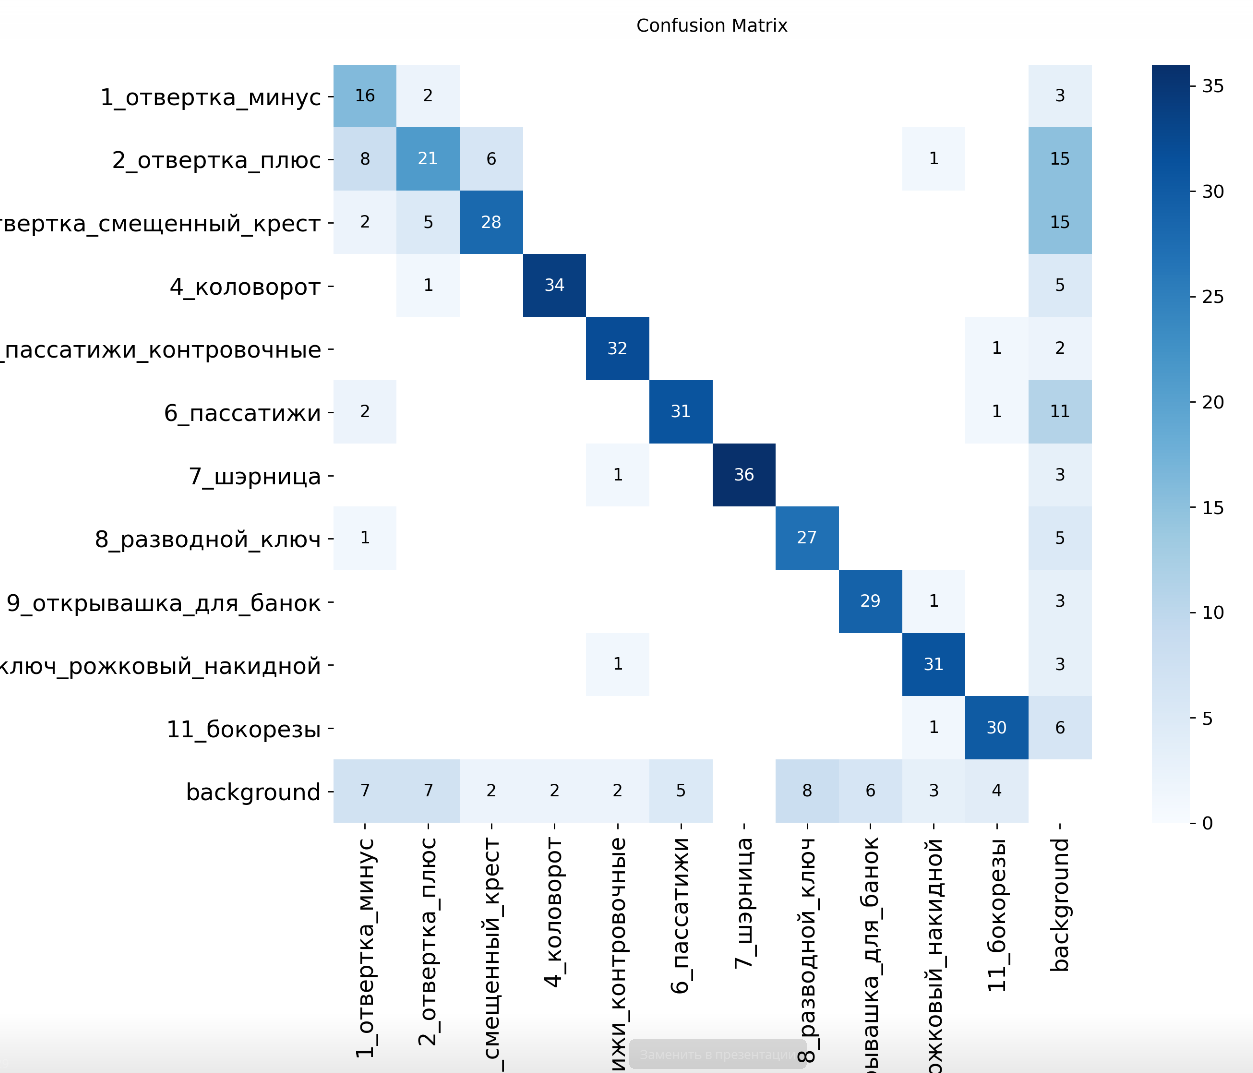 Confusion Matrix
1_отвертка_минус 16 2 3
2_отвертка_плюс 8 21 6 1 15
твертка_смещенный_крест 2 5 28 15
4_коловорот 1 34 5
_пассатижи_контровочные 32 1 2
6_пассатижи 2 31 1 11
7_шэрница 1 36 3
8_разводной_ключ 1 27 5
9_открывашка_для_банок 29 1 3
ключ_рожковый_накидной 1 31 3
11_бокорезы 1 30 6
background 7 7 2 2 2 5 8 6 3 4
1_отвертка_минус
2_отвертка_плюс
_смещенный_крест
4_коловорот
ижи_контровочные
6_пассатижи
7_шэрница
8_разводной_ключ
рывашка_для_банок
ожковый_накидной
11_бокорезы
background
35
30
25
20
15
10
5
0
Заменить в презентации